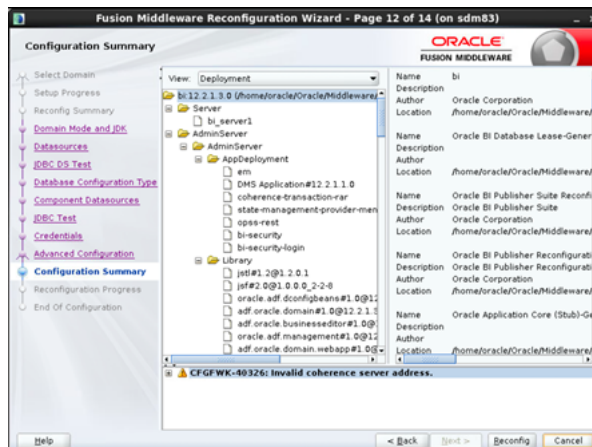 Fusion Middleware Reconfiguration Wizard - Page 12 of 14 (on sdm83)
Configuration Summary
ORACLE
FUSION MIDDLEWARE
Select Domain
Setup Progress
Reconfig Summary
Domain Mode and JDK
Datasources
JDBC DS Test
Database Configuration Type
Component Datasources
JDBC Test
Credentials
Advanced Configuration
Configuration Summary
Reconfiguration Progress
End Of Configuration
View: Deployment
bi:12.2.1.3.0 (/home/oracle/Oracle/Middleware/
Server
bi_server1
AdminServer
AdminServer
AppDeployment
em
DMS Application#12.2.1.1.0
coherence-transaction-rar
state-management-provider-men
opss-rest
bi-security
bi-security-login
Library
jstl#1.2@1.2.0.1
jsf#2.0@1.0.0.0_2-2-8
oracle.adf.dconfigbeans#1.0@12
adf.oracle.domain#1.0@12.2.1.3
oracle.adf.businesseditor#1.0@
oracle.adf.management#1.0@12
adf.oracle.domain.webapp#1.0@
Name bi
Description
Author Oracle Corporation
Location /home/oracle/Oracle/Middleware/
Name Oracle BI Database Lease-Gener
Description
Author
Location /home/oracle/Oracle/Middleware/
Name Oracle BI Publisher Suite Reconfi
Description Oracle BI Publisher Suite
Author Oracle Corporation
Location /home/oracle/Oracle/Middleware/
Name Oracle BI Publisher Reconfigurati
Description Oracle BI Publisher Reconfigurati
Author Oracle Corporation
Location /home/oracle/Oracle/Middleware/
Name Oracle Application Core (Stub)-Ge
Description
Author
Location /home/oracle/Oracle/Middleware/
CFGFWK-40326: Invalid coherence server address.
Help
< Back
Next >
Reconfig
Cancel